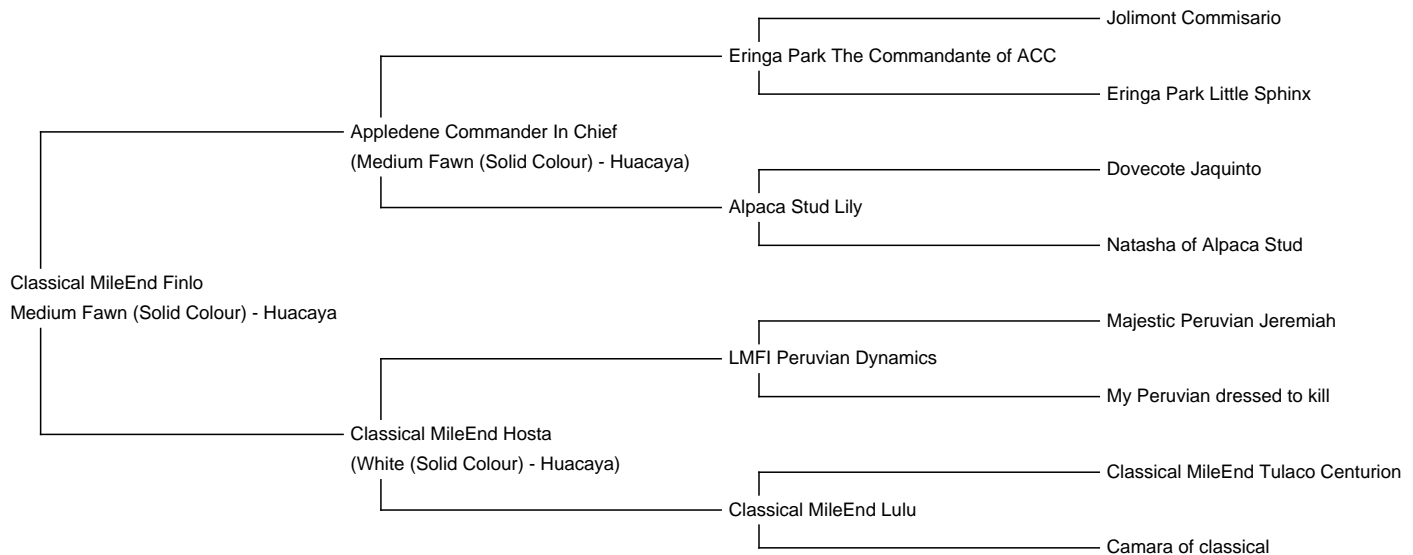 Jolimont Commisario
Eringa Park The Commandante of ACC
Eringa Park Little Sphinx
Appledene Commander In Chief
(Medium Fawn (Solid Colour) - Huacaya)
Dovecote Jaquinto
Alpaca Stud Lily
Natasha of Alpaca Stud
Classical MileEnd Finlo
Medium Fawn (Solid Colour) - Huacaya
Majestic Peruvian Jeremiah
LMFI Peruvian Dynamics
My Peruvian dressed to kill
Classical MileEnd Hosta
(White (Solid Colour) - Huacaya)
Classical MileEnd Tulaco Centurion
Classical MileEnd Lulu
Camara of classical